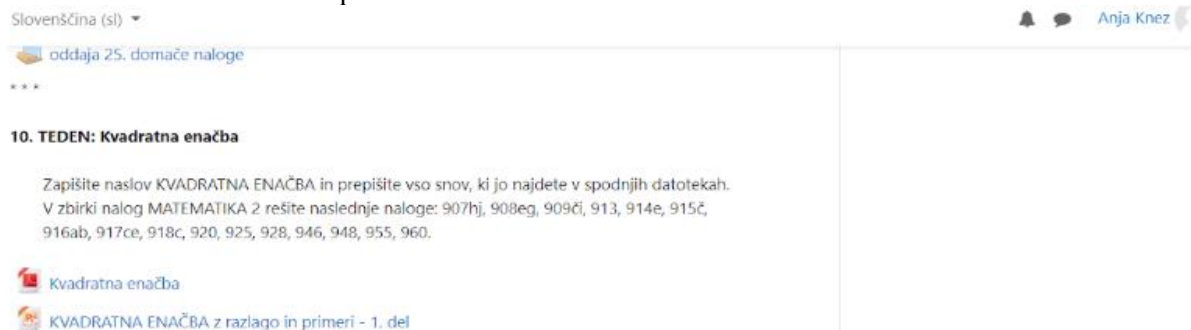 Slovenščina (sl)
Anja Knez
oddaja 25. domače naloge
* * *
10. TEDEN: Kvadratna enačba
Zapišite naslov KVADRATNA ENAČBA in prepišite vso snov, ki jo najdete v spodnjih datotekah.
V zbirki nalog MATEMATIKA 2 rešite naslednje naloge: 907hj, 908eg, 909či, 913, 914e, 915č,
916ab, 917ce, 918c, 920, 925, 928, 946, 948, 955, 960.
Kvadratna enačba
KVADRATNA ENAČBA z razlago in primeri - 1. del